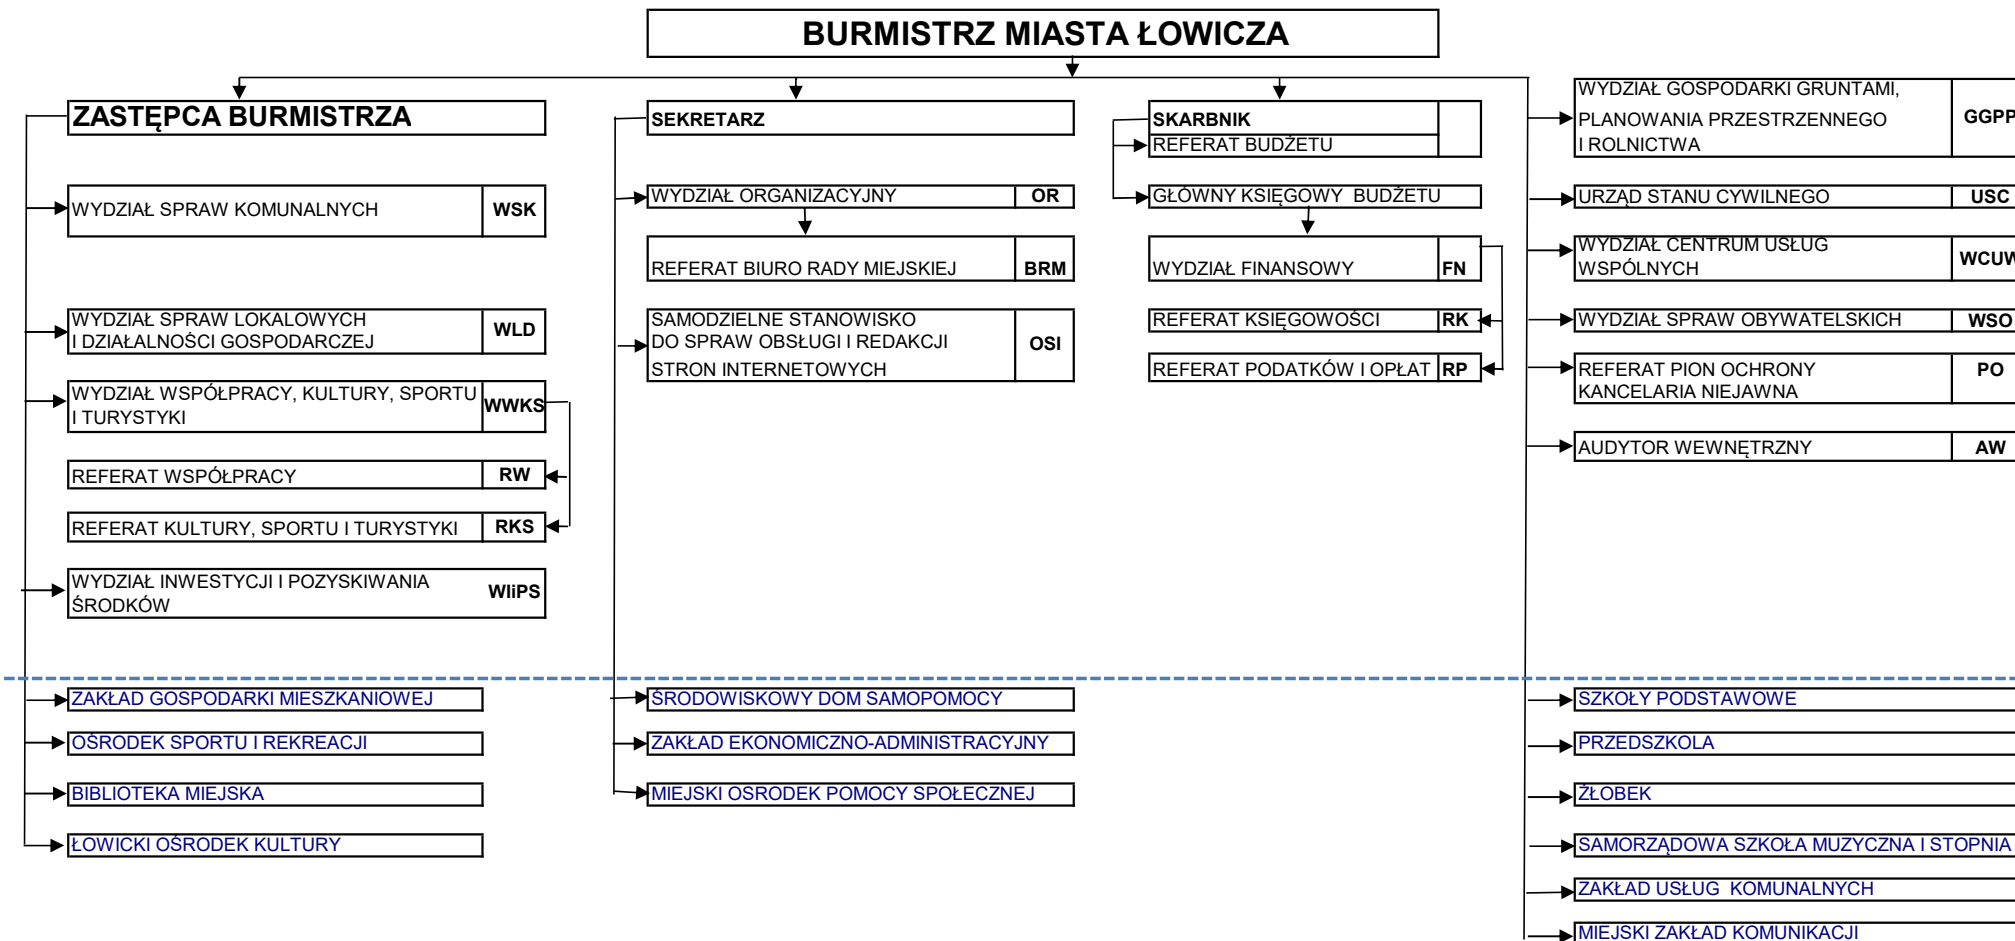 BURMISTRZ MIASTA ŁOWICZA
ZASTĘPCA BURMISTRZA
WYDZIAŁ SPRAW KOMUNALNYCH WSK
WYDZIAŁ SPRAW LOKALOWYCH
I DZIAŁALNOŚCI GOSPODARCZEJ WLD
WYDZIAŁ WSPÓŁPRACY, KULTURY, SPORTU
I TURYSTYKI WWKS
REFERAT WSPÓŁPRACY RW
REFERAT KULTURY, SPORTU I TURYSTYKI RKS
WYDZIAŁ INWESTYCJI I POZYSKIWANIA
ŚRODKÓW WIiPS
ZAKŁAD GOSPODARKI MIESZKANIOWEJ
OŚRODEK SPORTU I REKREACJI
BIBLIOTEKA MIEJSKA
ŁOWICKI OŚRODEK KULTURY
SEKRETARZ
WYDZIAŁ ORGANIZACYJNY OR
REFERAT BIURO RADY MIEJSKIEJ BRM
SAMODZIELNE STANOWISKO
DO SPRAW OBSŁUGI I REDAKCJI OSI
STRON INTERNETOWYCH
ŚRODOWISKOWY DOM SAMOPOMOCY
ZAKŁAD EKONOMICZNO-ADMINISTRACYJNY
MIEJSKI OSRODEK POMOCY SPOŁECZNEJ
SKARBNIK
REFERAT BUDŻETU
GŁÓWNY KSIĘGOWY BUDŻETU
WYDZIAŁ FINANSOWY FN
REFERAT KSIĘGOWOŚCI RK
REFERAT PODATKÓW I OPŁAT RP
WYDZIAŁ GOSPODARKI GRUNTAMI,
PLANOWANIA PRZESTRZENNEGO GGPP
I ROLNICTWA
URZĄD STANU CYWILNEGO USC
WYDZIAŁ CENTRUM USŁUG
WSPÓLNYCH WCUW
WYDZIAŁ SPRAW OBYWATELSKICH WSO
REFERAT PION OCHRONY PO
KANCELARIA NIEJAWNA
AUDYTOR WEWNĘTRZNY AW
SZKOŁY PODSTAWOWE
PRZEDSZKOLA
ŻŁOBEK
SAMORZĄDOWA SZKOŁA MUZYCZNA I STOPNIA
ZAKŁAD USŁUG KOMUNALNYCH
MIEJSKI ZAKŁAD KOMUNIKACJI